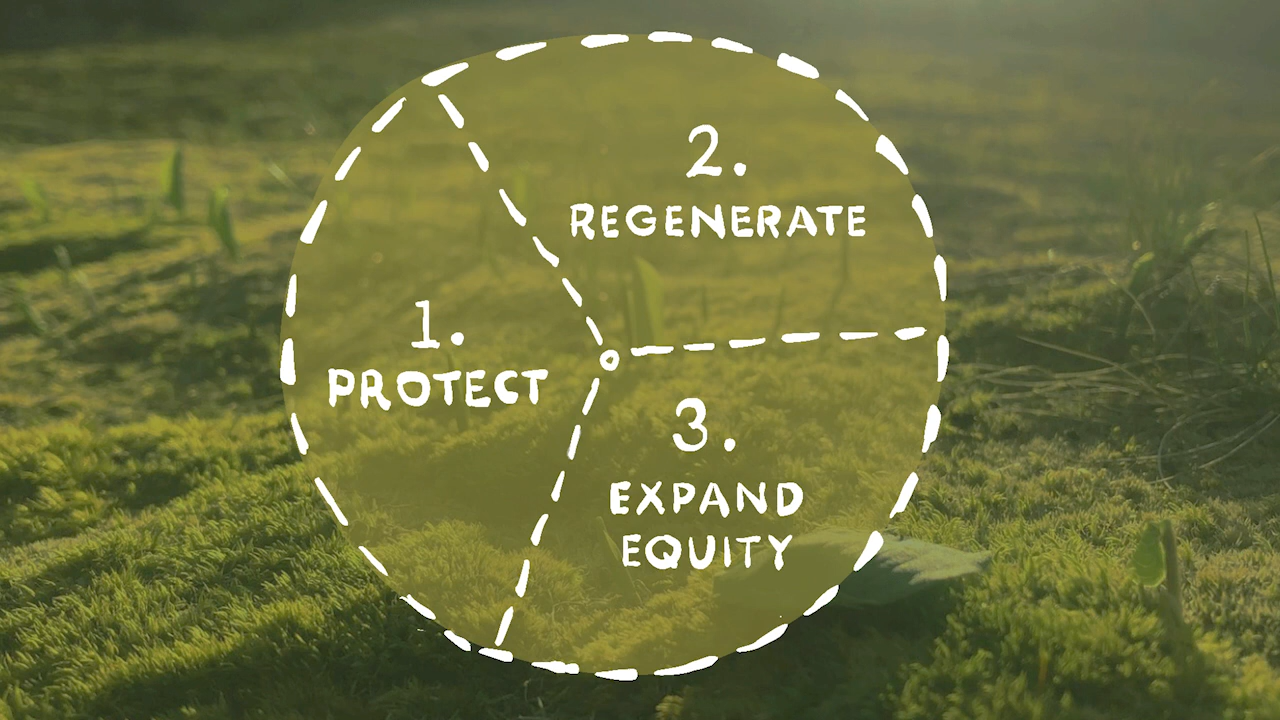 1.
PROTECT
2.
REGENERATE
3.
EXPAND
EQUITY